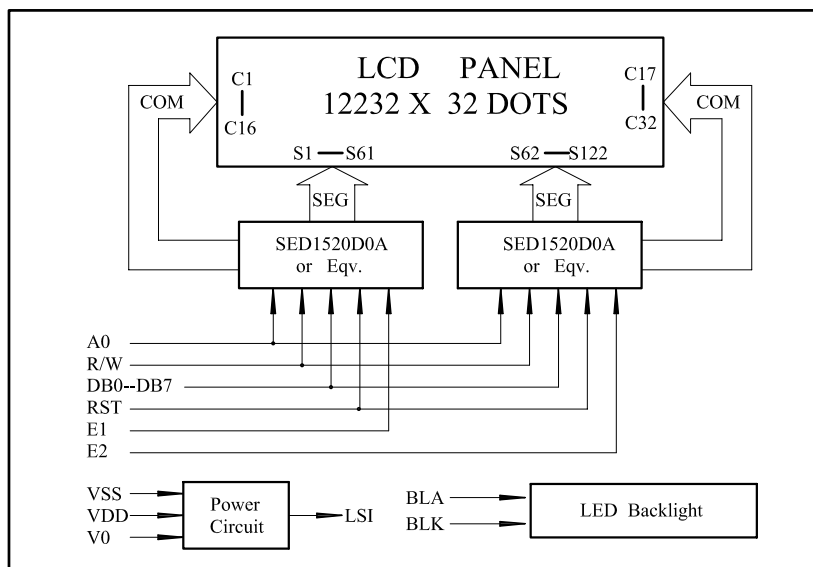 LCD PANEL
12232 X 32 DOTS
C1
C16
C17
C32
COM
COM
S1 S61
S62 S122
SEG
SEG
SED1520D0A
or Eqv.
SED1520D0A
or Eqv.
A0
R/W
DB0--DB7
RST
E1
E2
VSS
VDD
V0
Power
Circuit
LSI
BLA
BLK
LED Backlight